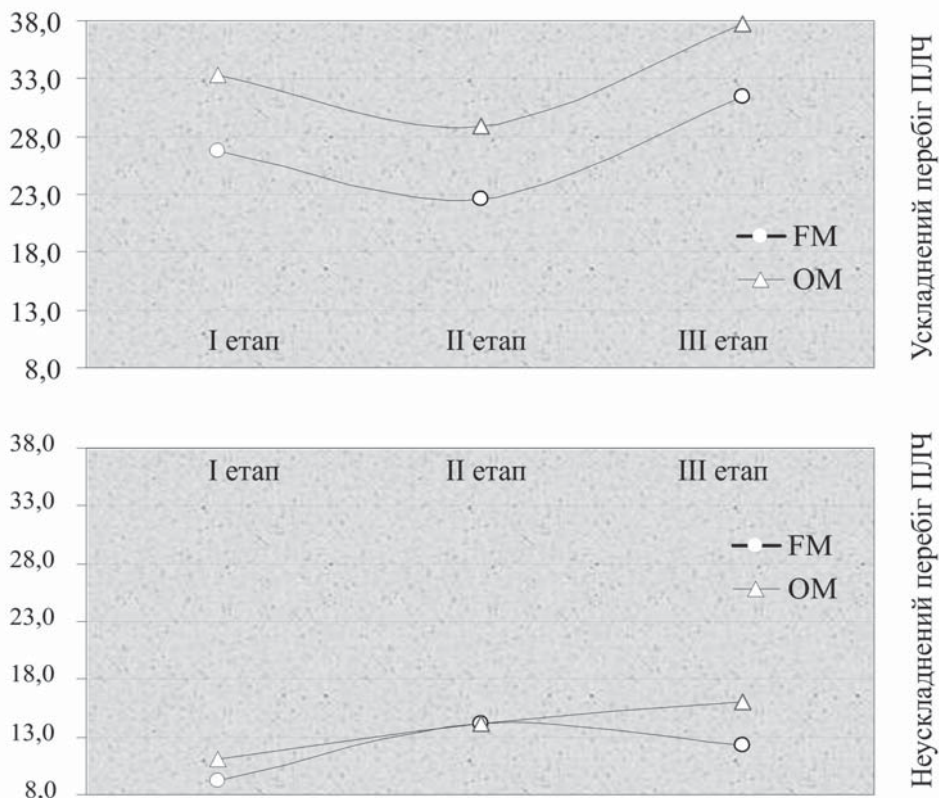 38,0
33,0
28,0
23,0
18,0
13,0
8,0
FM
OM
I етап II етап III етап
Ускладнений перебіг ПЛЧ
38,0
33,0
28,0
23,0
18,0
13,0
8,0
I етап II етап III етап
FM
OM
Неускладнений перебіг ПЛЧ